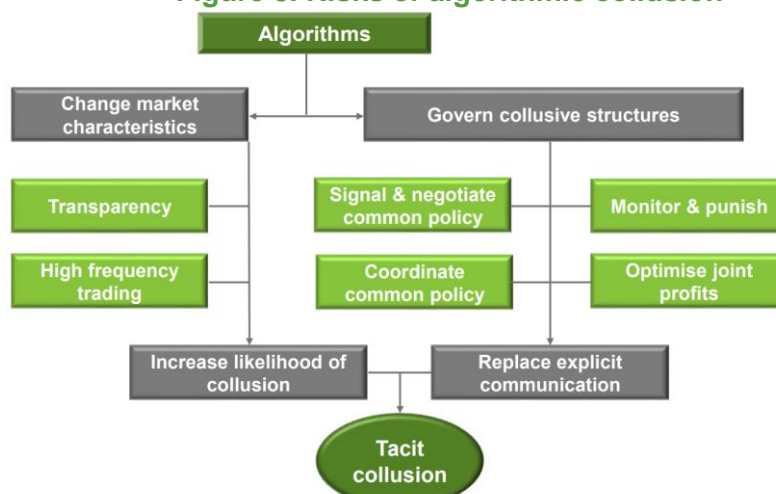 Algorithms
Change market
characteristics
Govern collusive structures
Transparency
Signal & negotiate
common policy
Monitor & punish
High frequency
trading
Coordinate
common policy
Optimise joint
profits
Increase likelihood of
collusion
Replace explicit
communication
Tacit
collusion